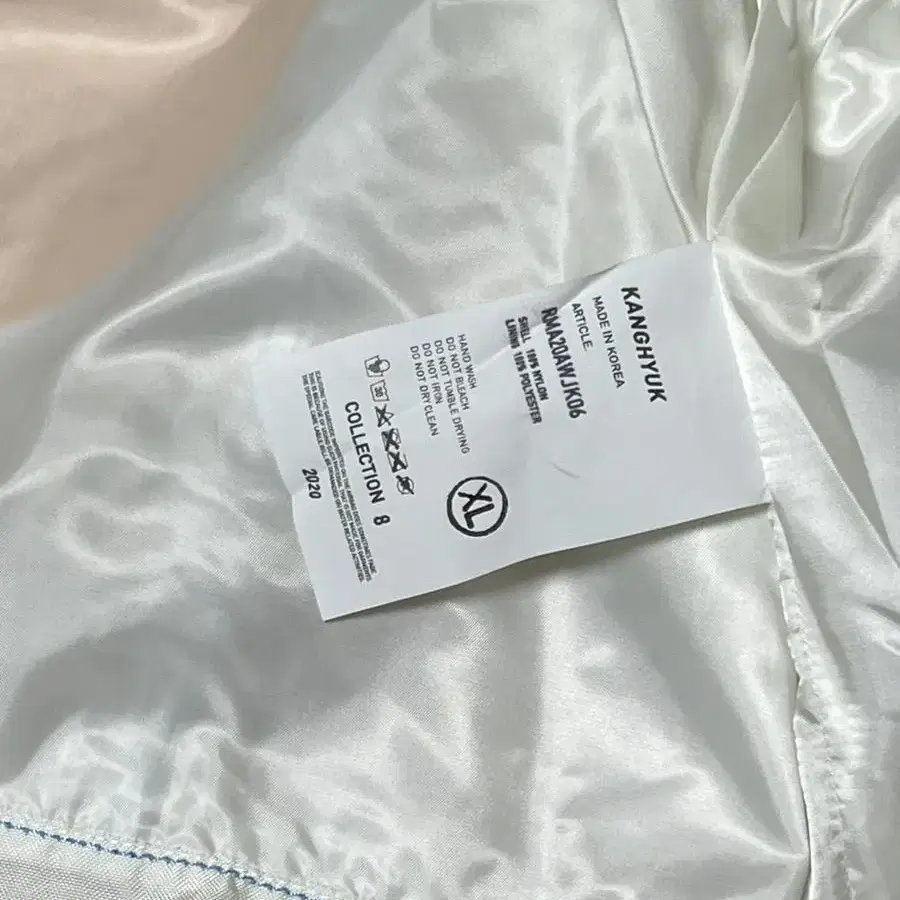 KANGHYUK
MADE IN KOREA
ARTICLE.
RMA20AWJK06
SHELL 100% NYLON
LINING 100% POLYESTER
HAND WASH
DO NOT BLEACH
DO NOT TUMBLE DRYING
DO NOT IRON
DO NOT DRY CLEAN
XL
30
COLLECTION 8
2020